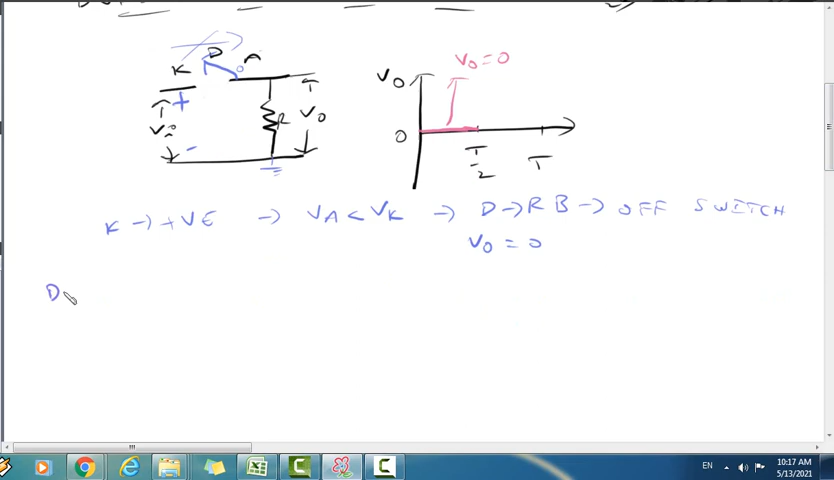 D A
K
+
Vi
-
R
V0
V0
V0 = 0
0
T/2
T
K → +VE → VA < VK → D → RB → OFF SWITCH
V0 = 0
D
EN
10:17 AM
5/13/2021